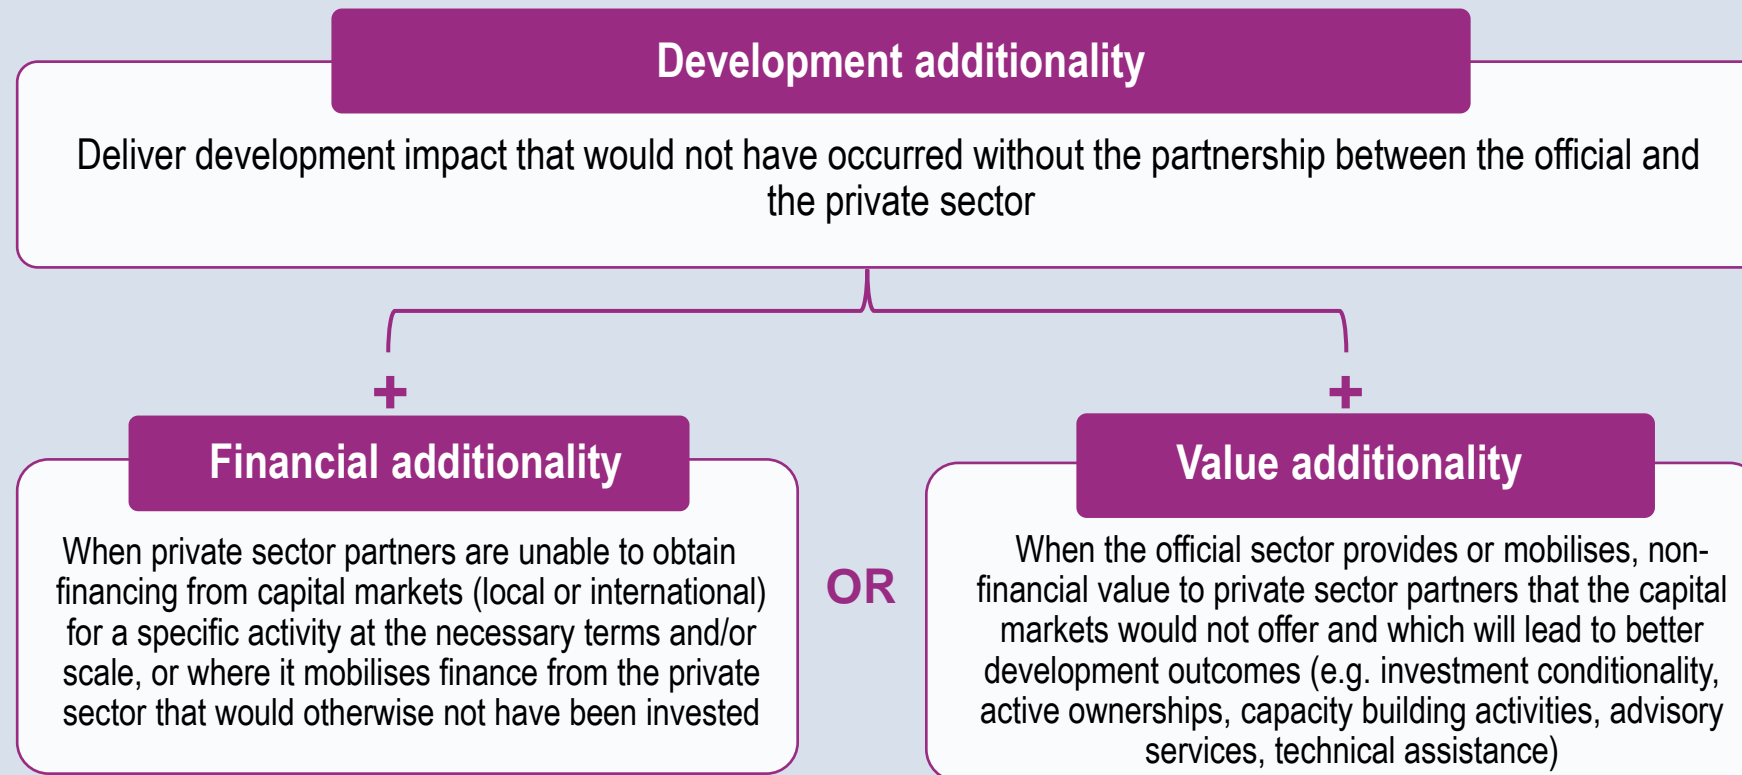 Development additionality
Deliver development impact that would not have occurred without the partnership between the official and
the private sector
+
+
Financial additionality
When private sector partners are unable to obtain
financing from capital markets (local or international)
for a specific activity at the necessary terms and/or
scale, or where it mobilises finance from the private
sector that would otherwise not have been invested
OR
Value additionality
When the official sector provides or mobilises, non-
financial value to private sector partners that the capital
markets would not offer and which will lead to better
development outcomes (e.g. investment conditionality,
active ownerships, capacity building activities, advisory
services, technical assistance)